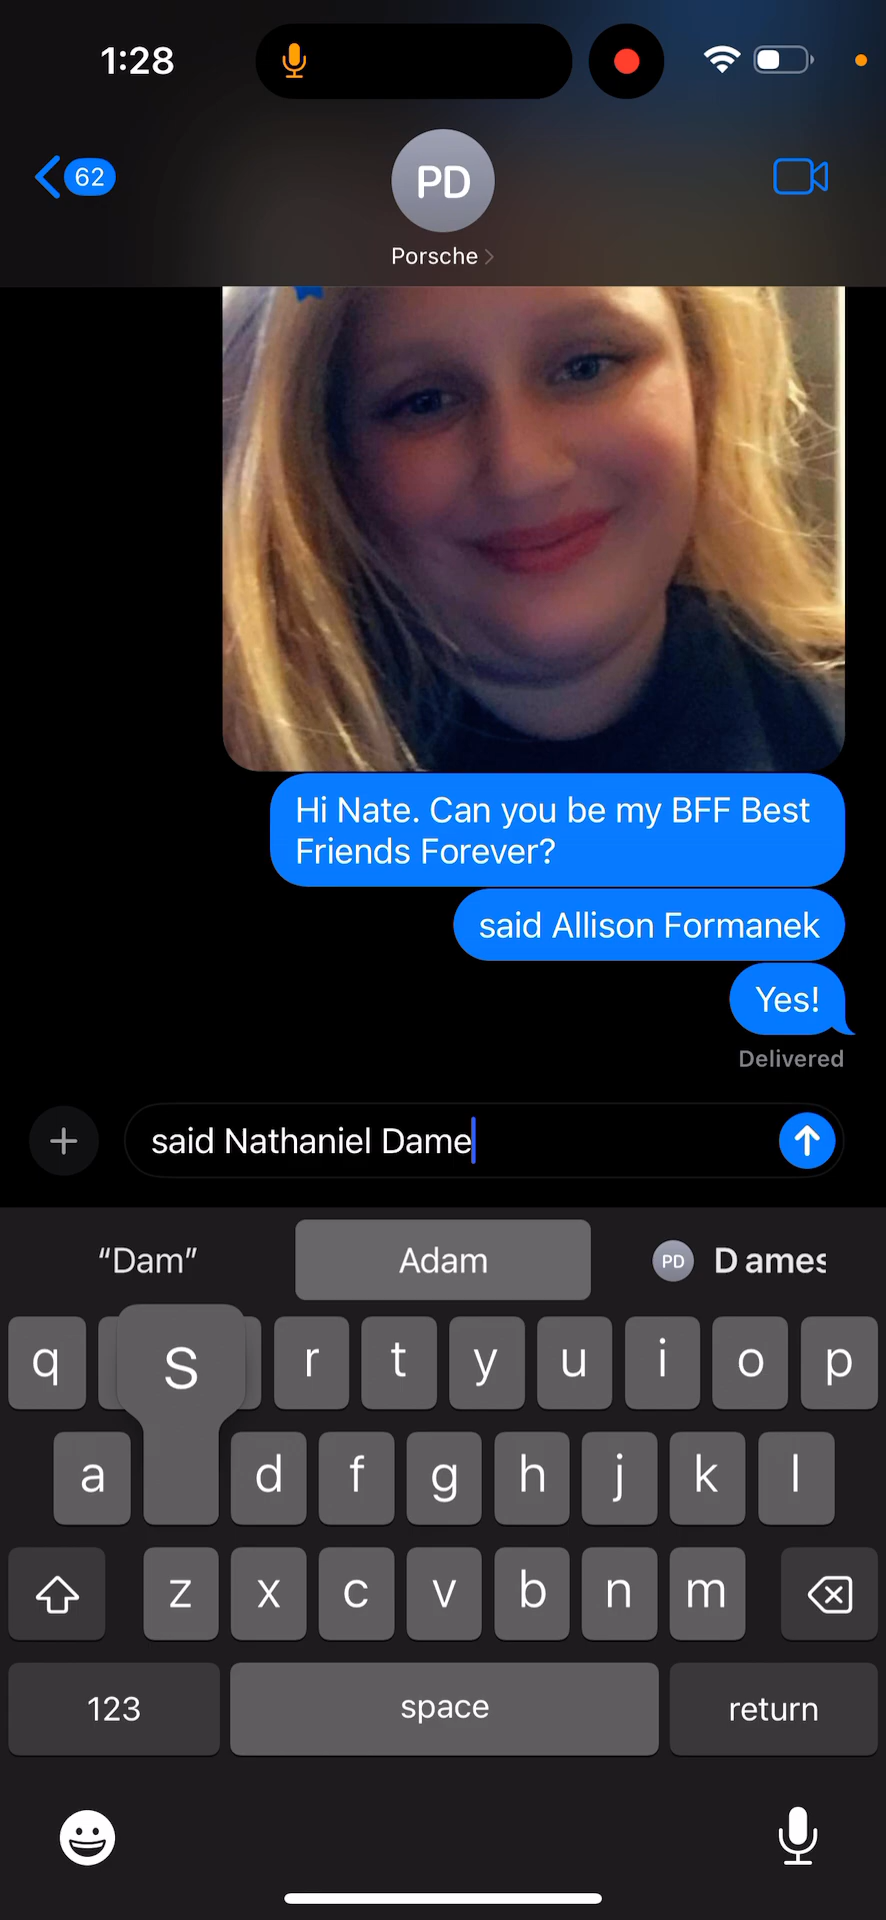 1:28
62
PD
Porsche
Hi Nate. Can you be my BFF Best
Friends Forever?
said Allison Formanek
Yes!
Delivered
said Nathaniel Dame
“Dam”
Adam
PD
Dames
q
r
t
y
u
i
o
p
a
s
d
f
g
h
j
k
l
z
x
c
v
b
n
m
123
space
return